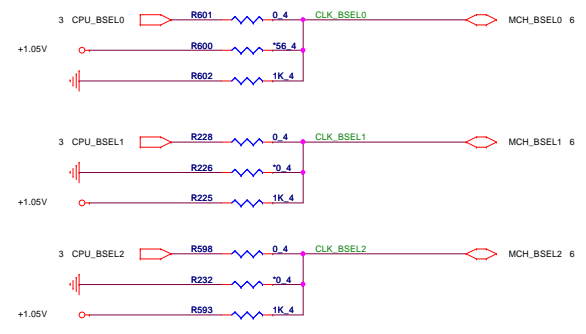 3 CPU_BSEL0 R601 0_4 CLK_BSEL0 MCH_BSEL0 6
+1.05V R600 *56_4
R602 1K_4
3 CPU_BSEL1 R228 0_4 CLK_BSEL1 MCH_BSEL1 6
R226 *0_4
+1.05V R225 1K_4
3 CPU_BSEL2 R598 0_4 CLK_BSEL2 MCH_BSEL2 6
R232 *0_4
+1.05V R593 1K_4